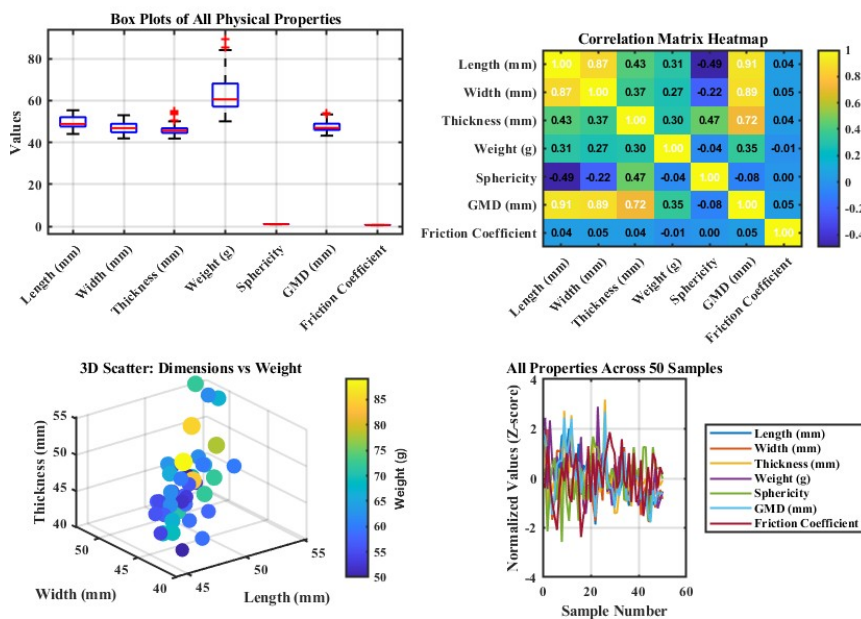 Box Plots of All Physical Properties
Values
80
60
40
20
0
Length (mm)
Width (mm)
Thickness (mm)
Weight (g)
Sphericity
GMD (mm)
Friction Coefficient
Correlation Matrix Heatmap
Length (mm) 1.00 0.87 0.43 0.31 -0.49 0.91 0.04
Width (mm) 0.87 1.00 0.37 0.27 -0.22 0.89 0.05
Thickness (mm) 0.43 0.37 1.00 0.30 0.47 0.72 0.04
Weight (g) 0.31 0.27 0.30 1.00 -0.04 0.35 -0.01
Sphericity -0.49 -0.22 0.47 -0.04 1.00 -0.08 0.00
GMD (mm) 0.91 0.89 0.72 0.35 -0.08 1.00 0.05
Friction Coefficient 0.04 0.05 0.04 -0.01 0.00 0.05 1.00
Length (mm)
Width (mm)
Thickness (mm)
Weight (g)
Sphericity
GMD (mm)
Friction Coefficient
1
0.8
0.6
0.4
0.2
0
-0.2
-0.4
3D Scatter: Dimensions vs Weight
Thickness (mm)
55
50
45
40
50
45
40
Width (mm)
45
50
55
Length (mm)
85
80
75
70
65
60
55
50
Weight (g)
All Properties Across 50 Samples
Normalized Values (Z-score)
4
2
0
-2
-4
0 20 40 60
Sample Number
Length (mm)
Width (mm)
Thickness (mm)
Weight (g)
Sphericity
GMD (mm)
Friction Coefficient